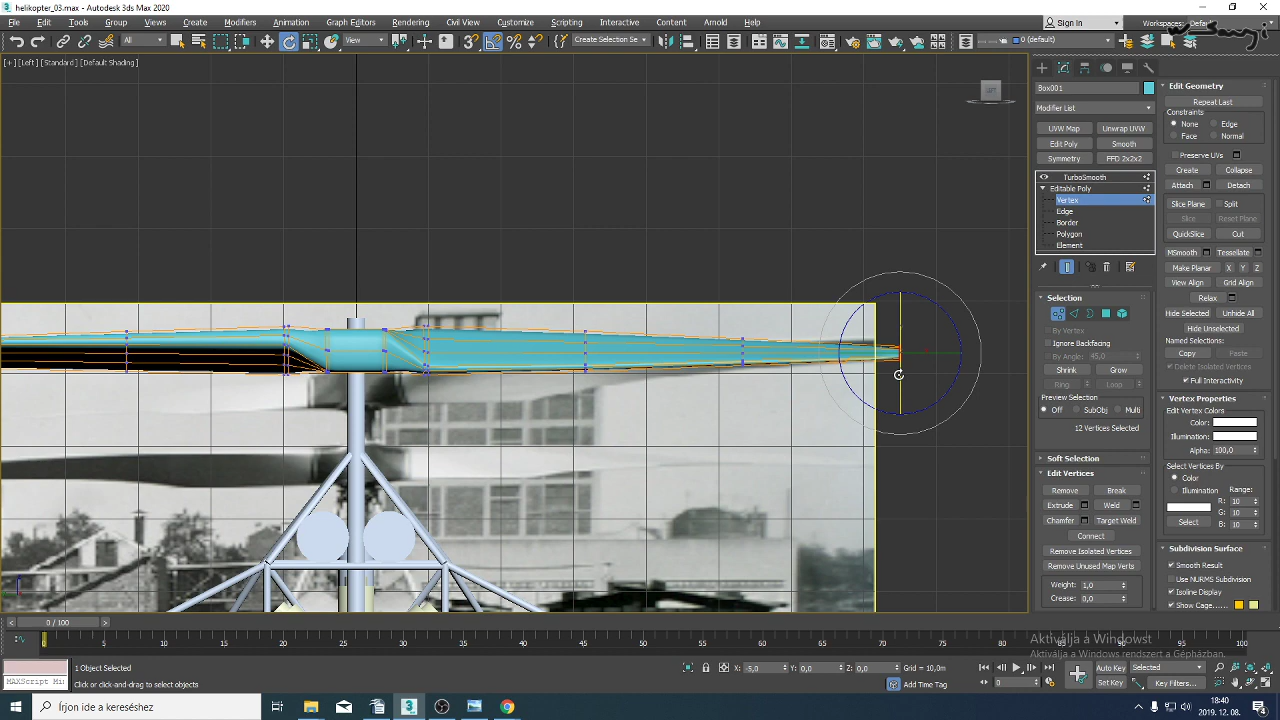 helikopter_03.max - Autodesk 3ds Max 2020
File Edit Tools Group Views Create Modifiers Animation Graph Editors Rendering Civil View Customize Scripting Interactive Content Arnold Help
Sign In Workspaces:
All View Create Selection Se 0 (default)
[+] [Left] [Standard] [Default Shading]
Box001
Modifier List
UVW Map Unwrap UVW
Edit Poly Smooth
Symmetry FFD 2x2x2
TurboSmooth
Editable Poly
Vertex
Edge
Border
Polygon
Element
Selection
By Vertex
Ignore Backfacing
By Angle: 45,0
Shrink Grow
Ring Loop
Preview Selection
Off SubObj Multi
12 Vertices Selected
Soft Selection
Edit Vertices
Remove Break
Extrude Weld
Chamfer Target Weld
Connect
Remove Isolated Vertices
Remove Unused Map Verts
Weight: 1,0
Crease: 0,0
Edit Geometry
Repeat Last
Constraints
None Edge
Face Normal
Preserve UVs
Create Collapse
Attach Detach
Slice Plane Split
Slice Reset Plane
QuickSlice Cut
MSmooth Tessellate
Make Planar X Y Z
View Align Grid Align
Relax
Hide Selected Unhide All
Hide Unselected
Named Selections:
Copy Paste
Delete Isolated Vertices
Full Interactivity
Vertex Properties
Edit Vertex Colors
Color:
Illumination:
Alpha: 100,0
Select Vertices By
Color
Illumination Range:
R: 10
G: 10
Select B: 10
Subdivision Surface
Smooth Result
Use NURMS Subdivision
Isoline Display
Show Cage......
< 0 / 100 >
0 5 10 15 20 25 30 35 40 45 50 55 60 65 70 75 80 85 90 95 100
Aktiválja a Windowst
Aktiválja a Windows rendszert a Gépházban.
MAXScript Mi
1 Object Selected
Click or click-and-drag to select objects
X: -5,0 Y: 0,0 Z: 0,0 Grid = 10,0m
Add Time Tag
0
Auto Key Selected
Set Key Key Filters...
Írjon ide a kereséshez
18:40
2019. 12. 08.